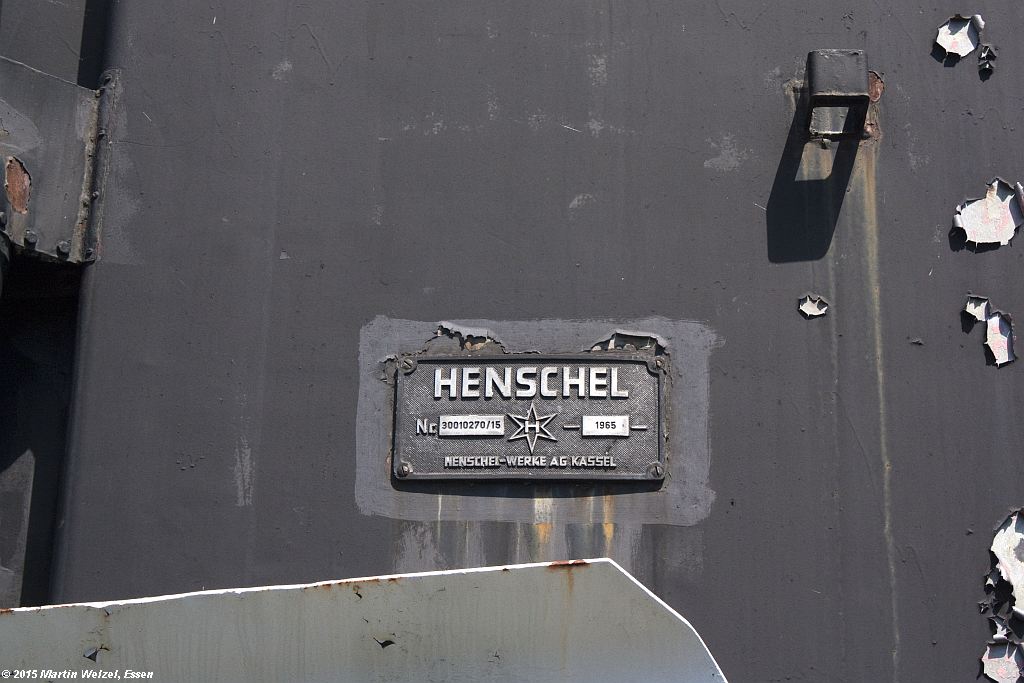 HENSCHEL
Nr. 30010270/15 H 1965
HENSCHEL-WERKE AG KASSEL
© 2015 Martin Welzel, Essen